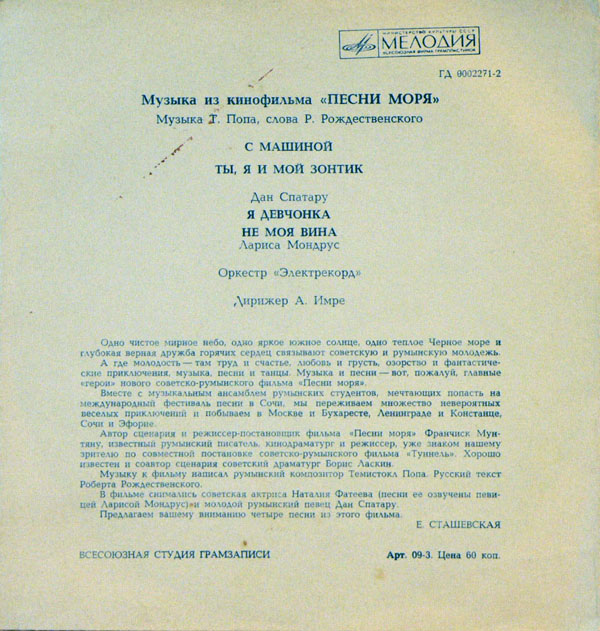 МИНИСТЕРСТВО КУЛЬТУРЫ СССР
МЕЛОДИЯ
ВСЕСОЮЗНАЯ ФИРМА ГРАМПЛАСТИНОК
ГД 0002271-2
Музыка из кинофильма «ПЕСНИ МОРЯ»
Музыка Т. Попа, слова Р. Рождественского
С МАШИНОЙ
ТЫ, Я И МОЙ ЗОНТИК
Дан Спатару
Я ДЕВЧОНКА
НЕ МОЯ ВИНА
Лариса Мондрус
Оркестр «Электрекорд»
Дирижер А. Имре
Одно чистое мирное небо, одно яркое южное солнце, одно теплое Черное море и
глубокая верная дружба горячих сердец связывают советскую и румынскую молодежь.
А где молодость — там труд и счастье, любовь и грусть, озорство и фантастиче-
ские приключения, музыка, песни и танцы. Музыка и песни — вот, пожалуй, главные
«герои» нового советско-румынского фильма «Песни моря».
Вместе с музыкальным ансамблем румынских студентов, мечтающих попасть на
международный фестиваль песни в Сочи, мы переживаем множество невероятных
веселых приключений и побываем в Москве и Бухаресте, Ленинграде и Констанце,
Сочи и Эфорие.
Автор сценария и режиссер-постановщик фильма «Песни моря» Франчиск Мун-
тяну, известный румынский писатель, кинодраматург и режиссер, уже знаком нашему
зрителю по совместной постановке советско-румынского фильма «Туннель». Хорошо
известен и соавтор сценария советский драматург Борис Ласкин.
Музыку к фильму написал румынский композитор Темистокл Попа. Русский текст
Роберта Рождественского.
В фильме снимались советская актриса Наталия Фатеева (песни ее озвучены певи-
цей Ларисой Мондрус) и молодой румынский певец Дан Спатару.
Предлагаем вашему вниманию четыре песни из этого фильма.
Е. СТАШЕВСКАЯ
ВСЕСОЮЗНАЯ СТУДИЯ ГРАМЗАПИСИ
Арт. 09-3. Цена 60 коп.